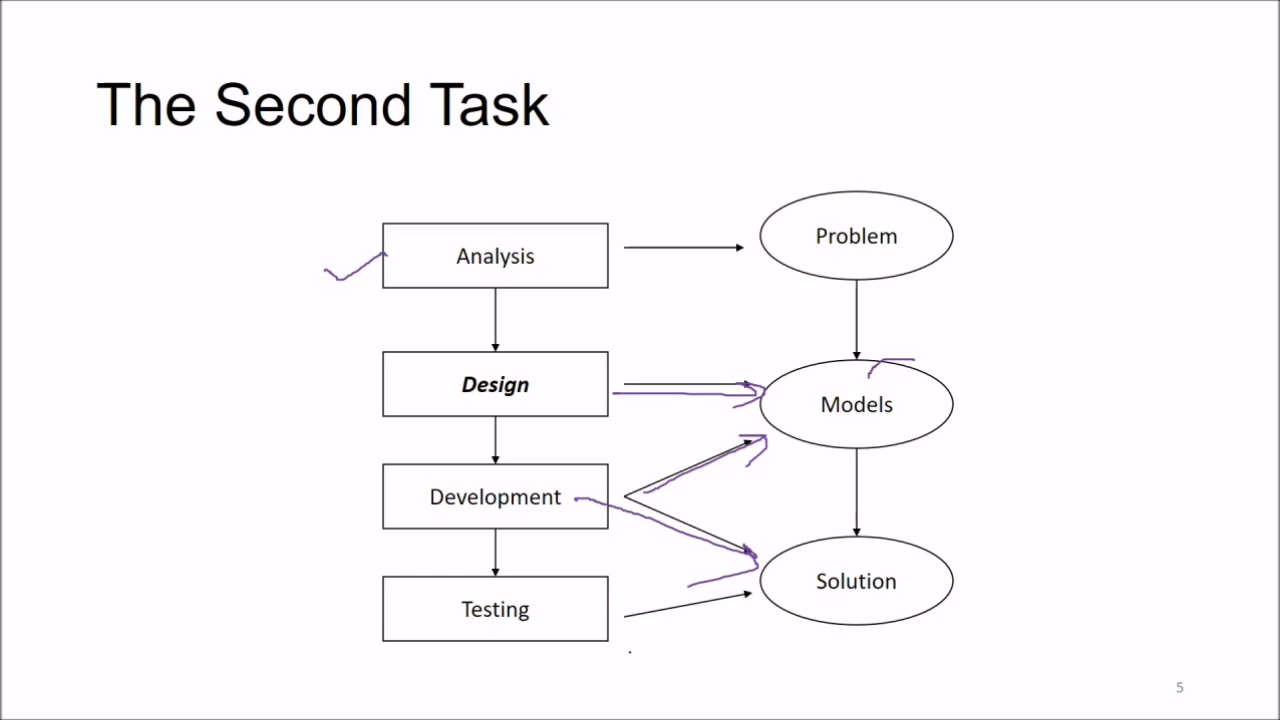 The Second Task
Analysis
Problem
Design
Models
Development
Solution
Testing
5